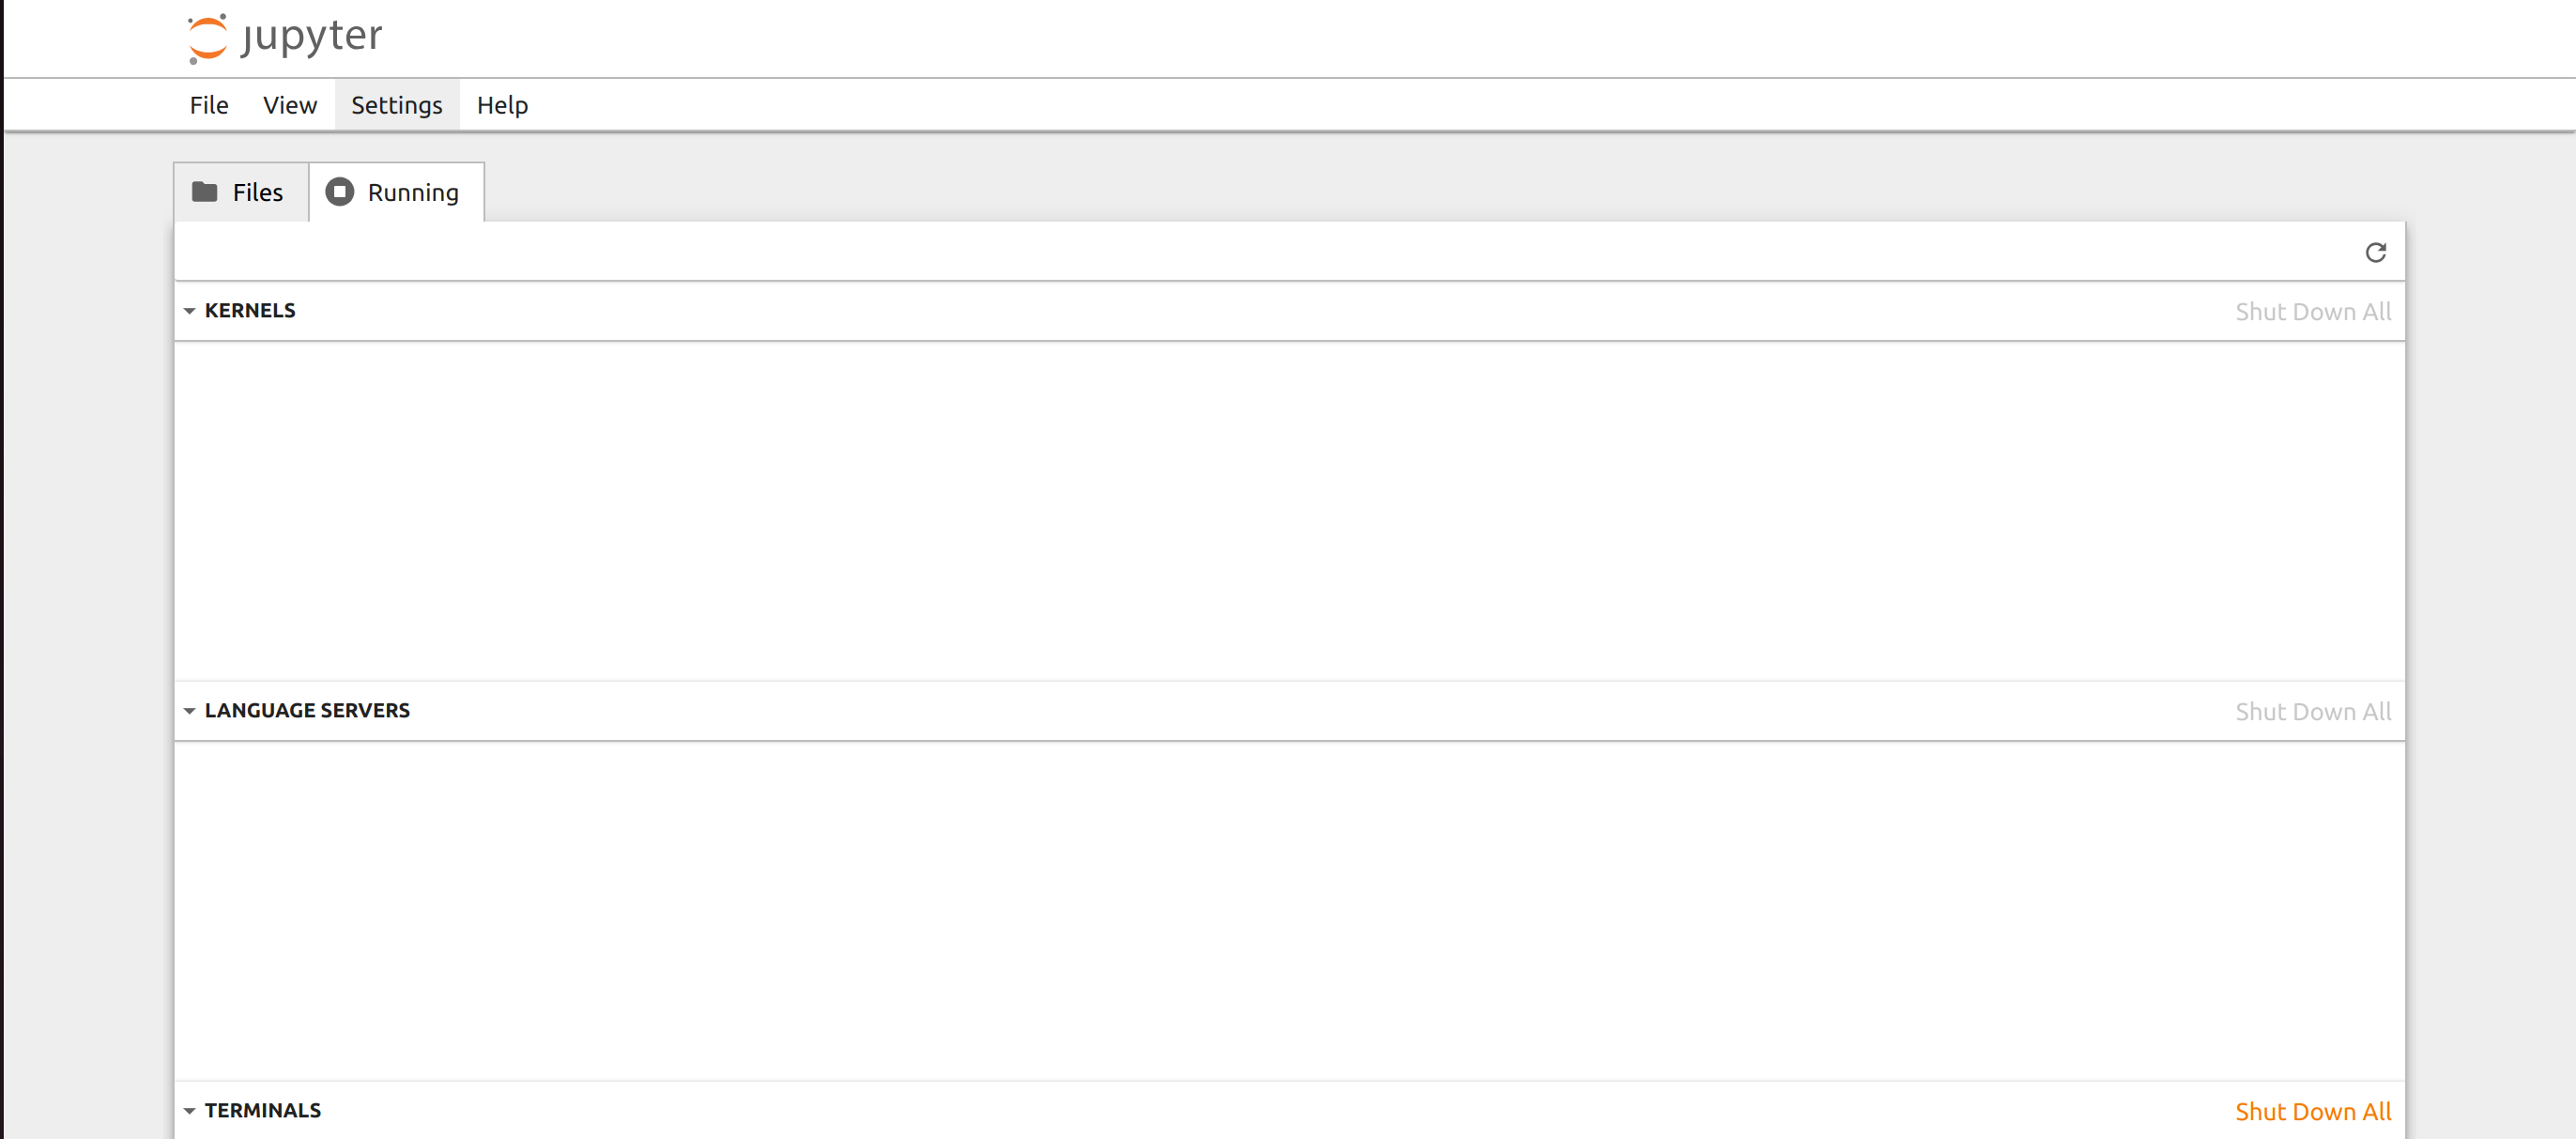 jupyter
File View Settings Help
Files Running
KERNELS Shut Down All
LANGUAGE SERVERS Shut Down All
TERMINALS Shut Down All